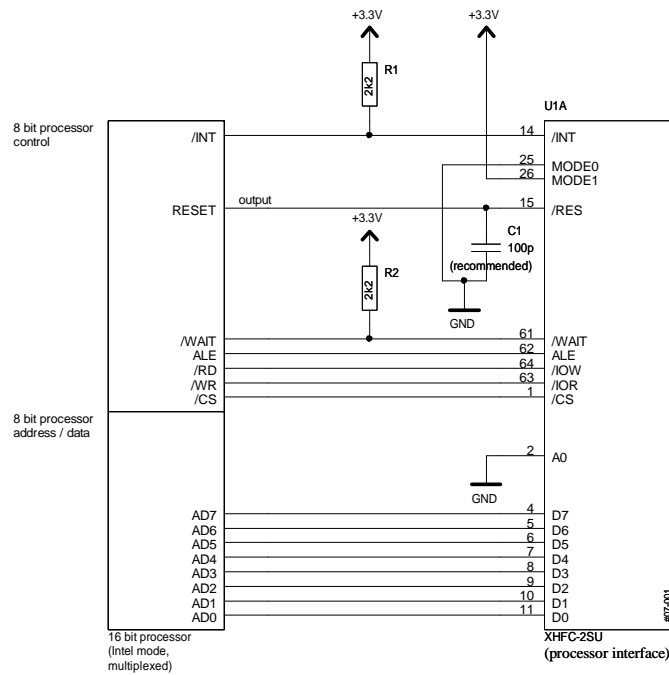 +3.3V
+3.3V
R1
2k2
U1A
8 bit processor
control
/INT
14
/INT
25
MODE0
26
MODE1
RESET
output
15
/RES
+3.3V
C1
100p
(recommended)
R2
2k2
GND
/WAIT
61
/WAIT
ALE
62
ALE
/RD
64
/IOW
/WR
63
/IOR
/CS
1
/CS
8 bit processor
address / data
2
A0
GND
AD7
4
D7
AD6
5
D6
AD5
6
D5
AD4
7
D4
AD3
8
D3
AD2
9
D2
AD1
10
D1
AD0
11
D0
#07-001
16 bit processor
(Intel mode,
multiplexed)
XHFC-2SU
(processor interface)